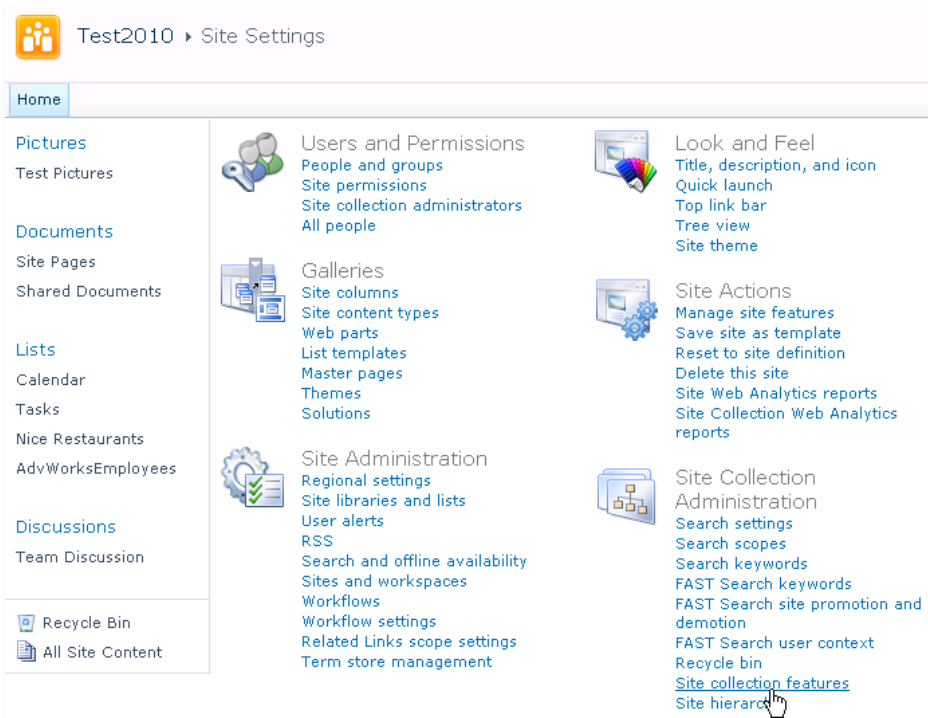 Test2010 ▸ Site Settings
Home
Pictures
Test Pictures
Documents
Site Pages
Shared Documents
Lists
Calendar
Tasks
Nice Restaurants
AdvWorksEmployees
Discussions
Team Discussion
Recycle Bin
All Site Content
Users and Permissions
People and groups
Site permissions
Site collection administrators
All people
Galleries
Site columns
Site content types
Web parts
List templates
Master pages
Themes
Solutions
Site Administration
Regional settings
Site libraries and lists
User alerts
RSS
Search and offline availability
Sites and workspaces
Workflows
Workflow settings
Related Links scope settings
Term store management
Look and Feel
Title, description, and icon
Quick launch
Top link bar
Tree view
Site theme
Site Actions
Manage site features
Save site as template
Reset to site definition
Delete this site
Site Web Analytics reports
Site Collection Web Analytics
reports
Site Collection
Administration
Search settings
Search scopes
Search keywords
FAST Search keywords
FAST Search site promotion and
demotion
FAST Search user context
Recycle bin
Site collection features
Site